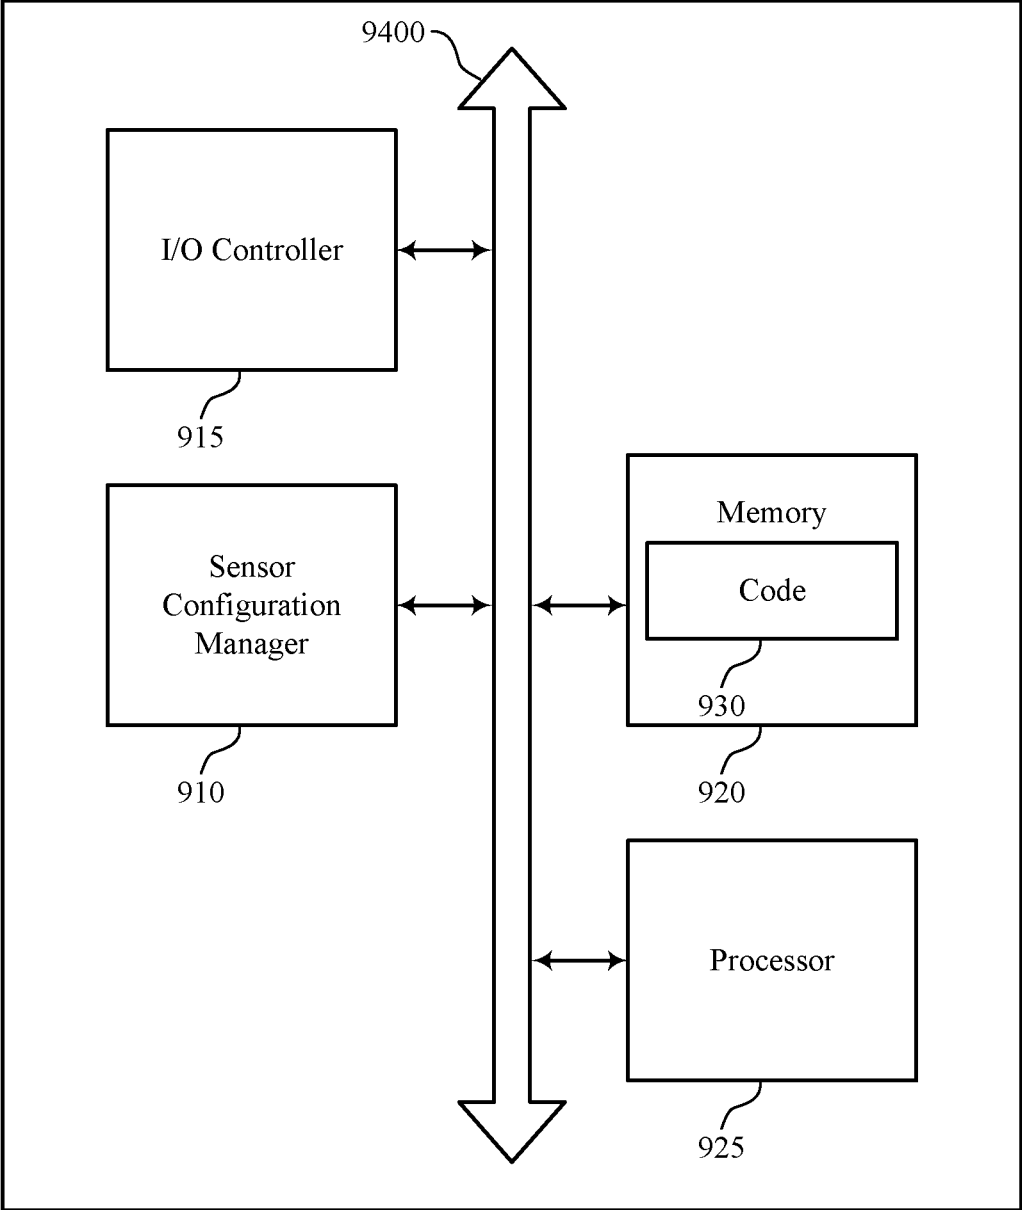 9400
I/O Controller
915
Sensor
Configuration
Manager
910
Memory
Code
930
920
Processor
925